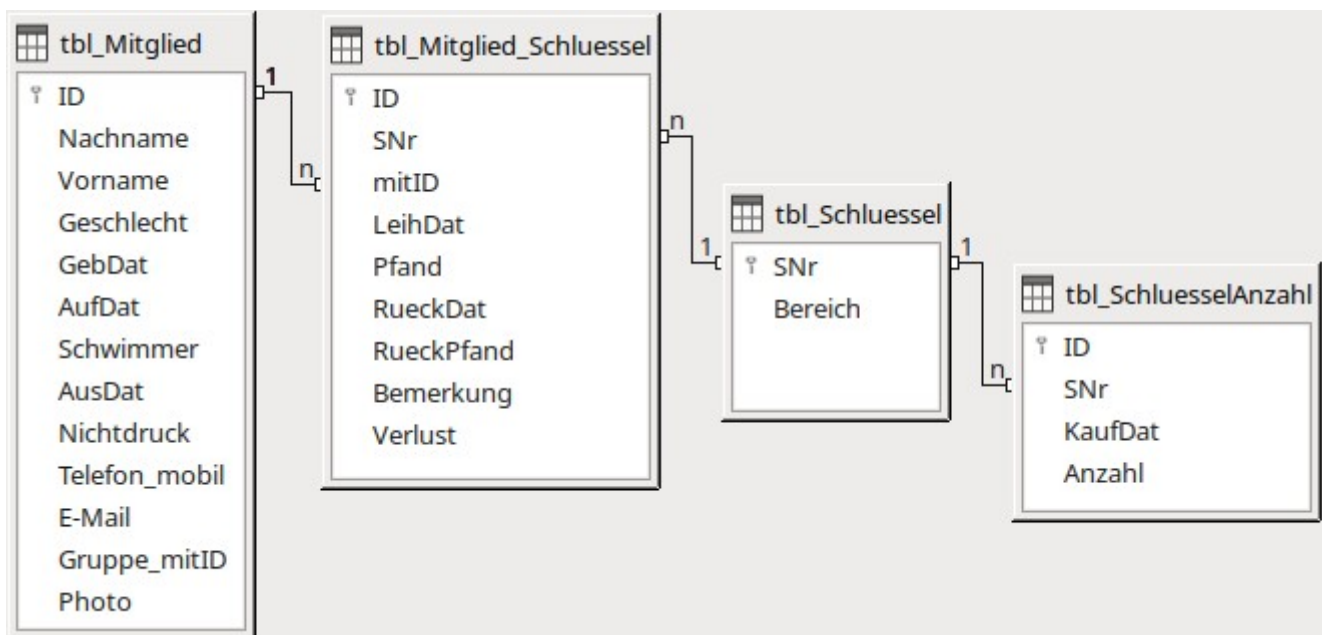 tbl_Mitglied
ID
Nachname
Vorname
Geschlecht
GebDat
AufDat
Schwimmer
AusDat
Nichtdruck
Telefon_mobil
E-Mail
Gruppe_mitID
Photo
1
n
tbl_Mitglied_Schluessel
ID
SNr
mitID
LeihDat
Pfand
RueckDat
RueckPfand
Bemerkung
Verlust
n
1
tbl_Schluessel
SNr
Bereich
1
n
tbl_SchluesselAnzahl
ID
SNr
KaufDat
Anzahl